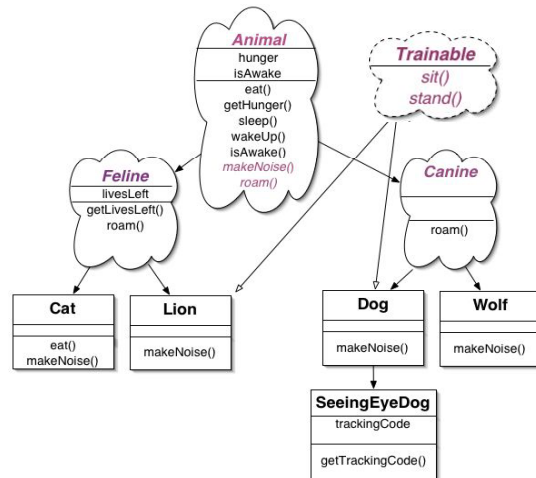 Animal
hunger
isAwake
eat()
getHunger()
sleep()
wakeUp()
isAwake()
makeNoise()
roam()
Trainable
sit()
stand()
Feline
livesLeft
getLivesLeft()
roam()
Canine
roam()
Cat
eat()
makeNoise()
Lion
makeNoise()
Dog
makeNoise()
Wolf
makeNoise()
SeeingEyeDog
trackingCode
getTrackingCode()